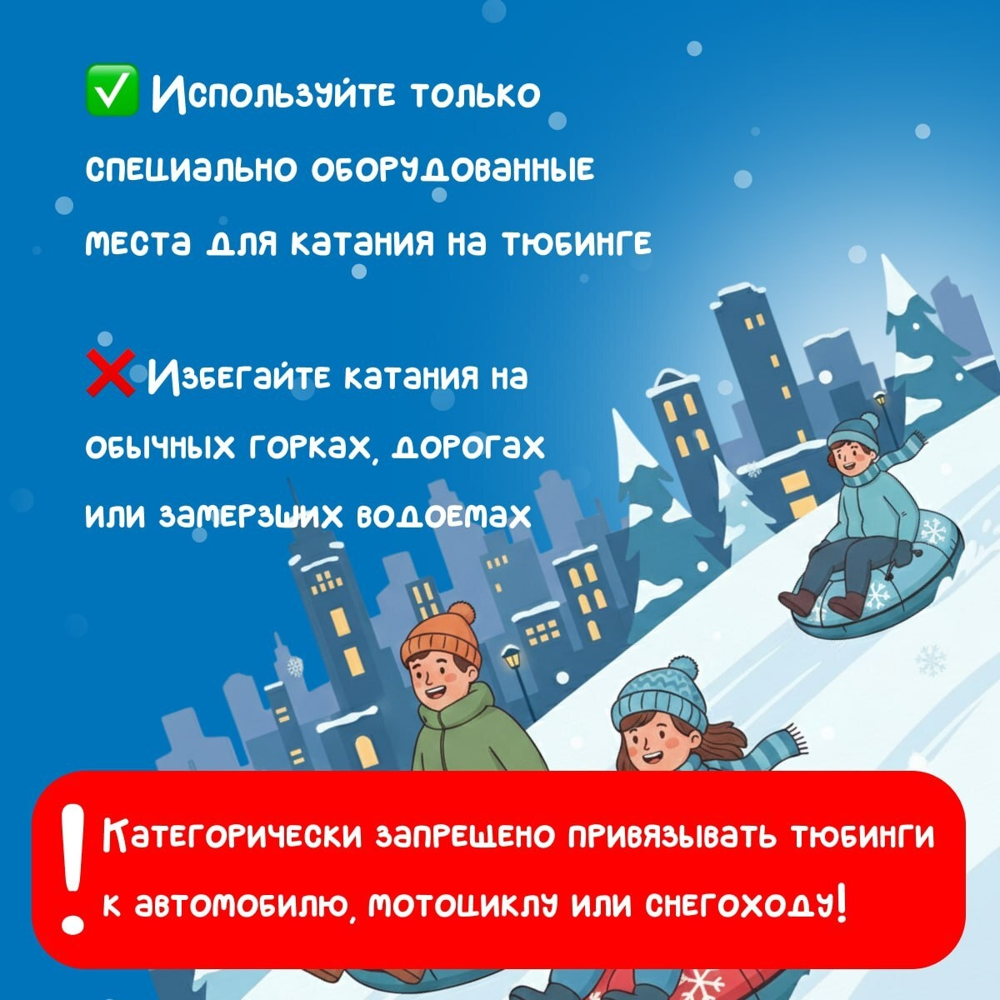 ✅ Используйте только
специально оборудованные
места для катания на тюбинге
❌ Избегайте катания на
обычных горках, дорогах
или замерзших водоемах
! Категорически запрещено привязывать тюбинги
к автомобилю, мотоциклу или снегоходу!